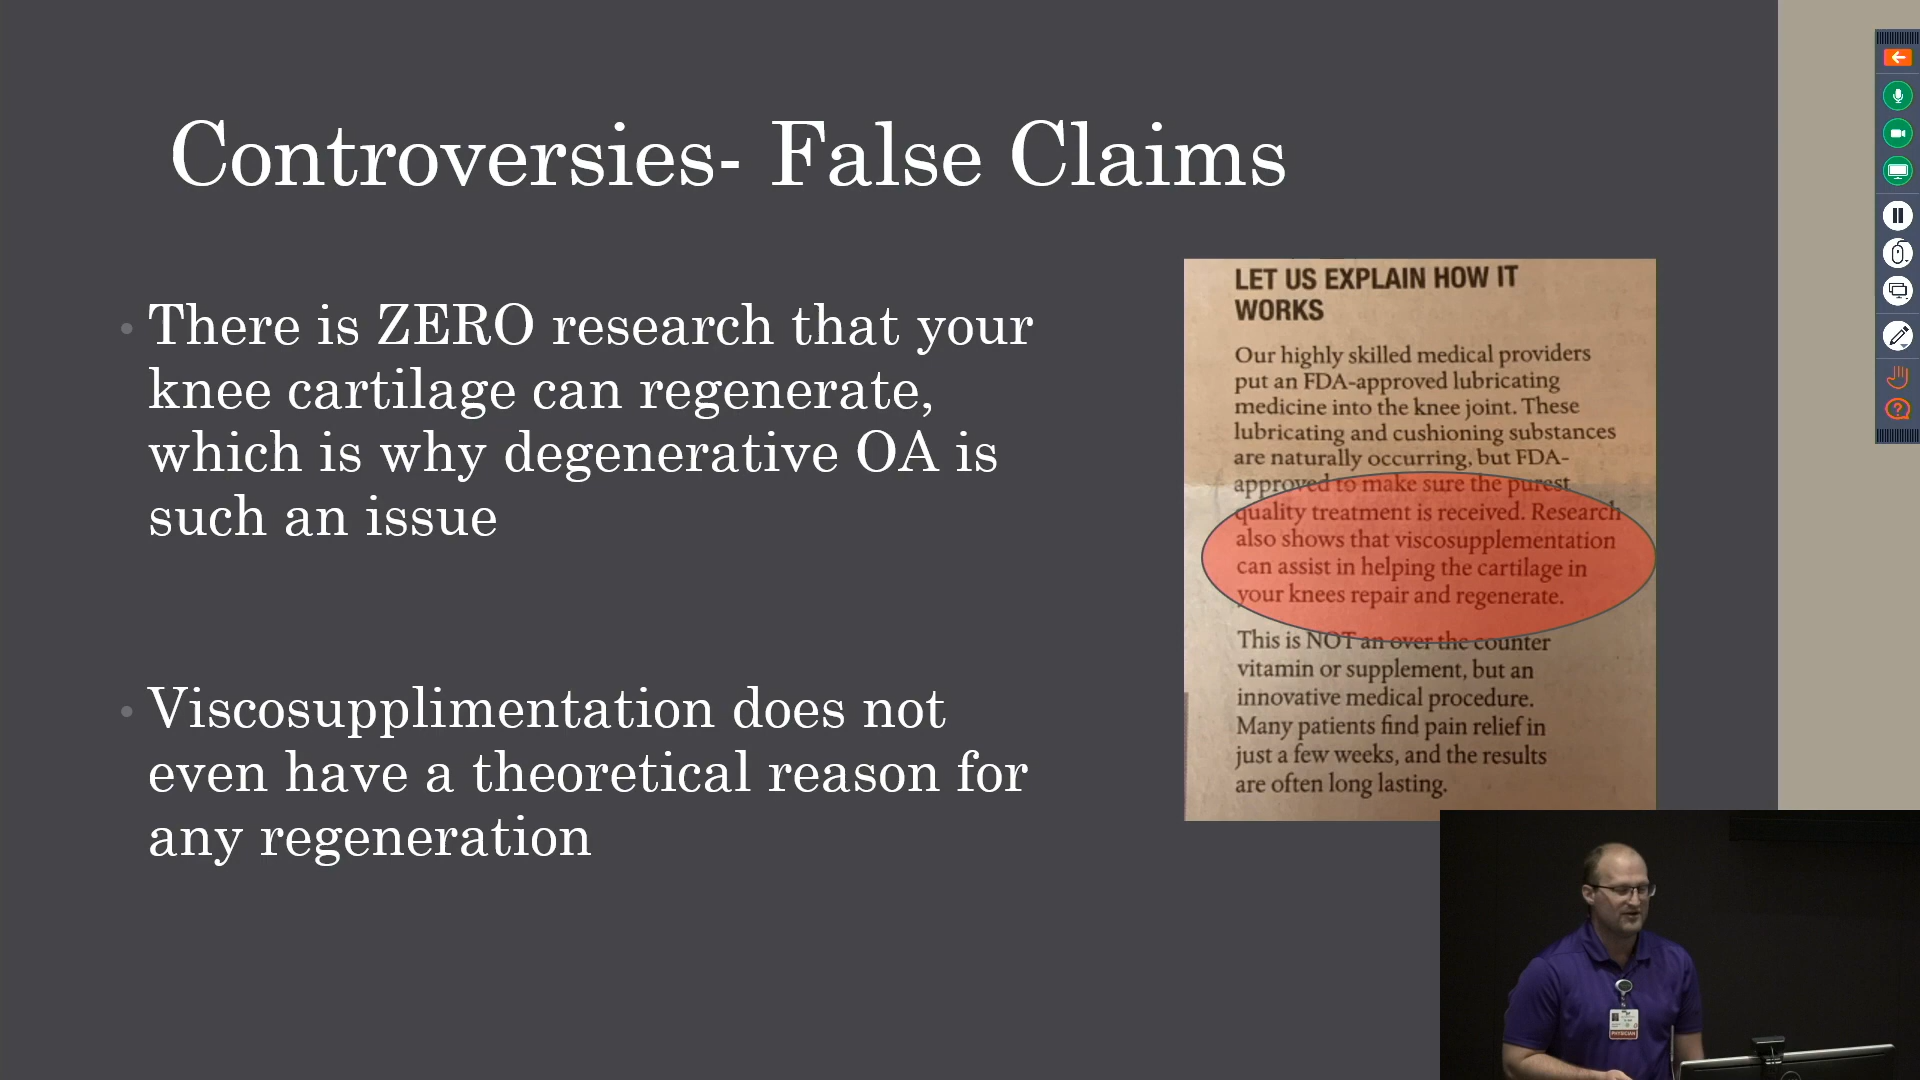 Controversies- False Claims
There is ZERO research that your
knee cartilage can regenerate,
which is why degenerative OA is
such an issue
Viscosupplimentation does not
even have a theoretical reason for
any regeneration
LET US EXPLAIN HOW IT
WORKS
Our highly skilled medical providers
put an FDA-approved lubricating
medicine into the knee joint. These
lubricating and cushioning substances
are naturally occurring, but FDA-
approved to make sure the purest
quality treatment is received. Research
also shows that viscosupplementation
can assist in helping the cartilage in
your knees repair and regenerate.
This is NOT an over the counter
vitamin or supplement, but an
innovative medical procedure.
Many patients find pain relief in
just a few weeks, and the results
are often long lasting.
PHYSICIAN